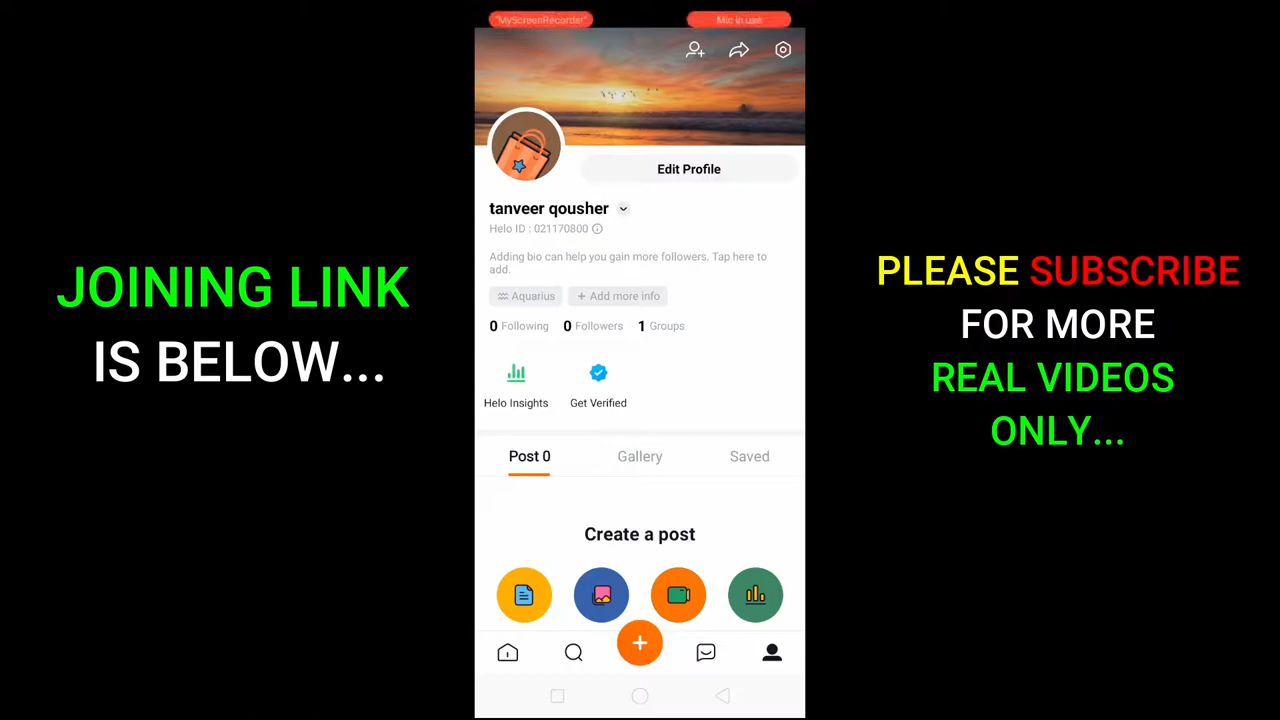 "MyScreenRecorder"
Mic in use
Edit Profile
tanveer qousher
Helo ID : 021170800
Adding bio can help you gain more followers. Tap here to
add.
Aquarius
+ Add more info
0 Following 0 Followers 1 Groups
Helo Insights
Get Verified
Post 0
Gallery
Saved
Create a post
JOINING LINK
IS BELOW...
PLEASE SUBSCRIBE
FOR MORE
REAL VIDEOS
ONLY...